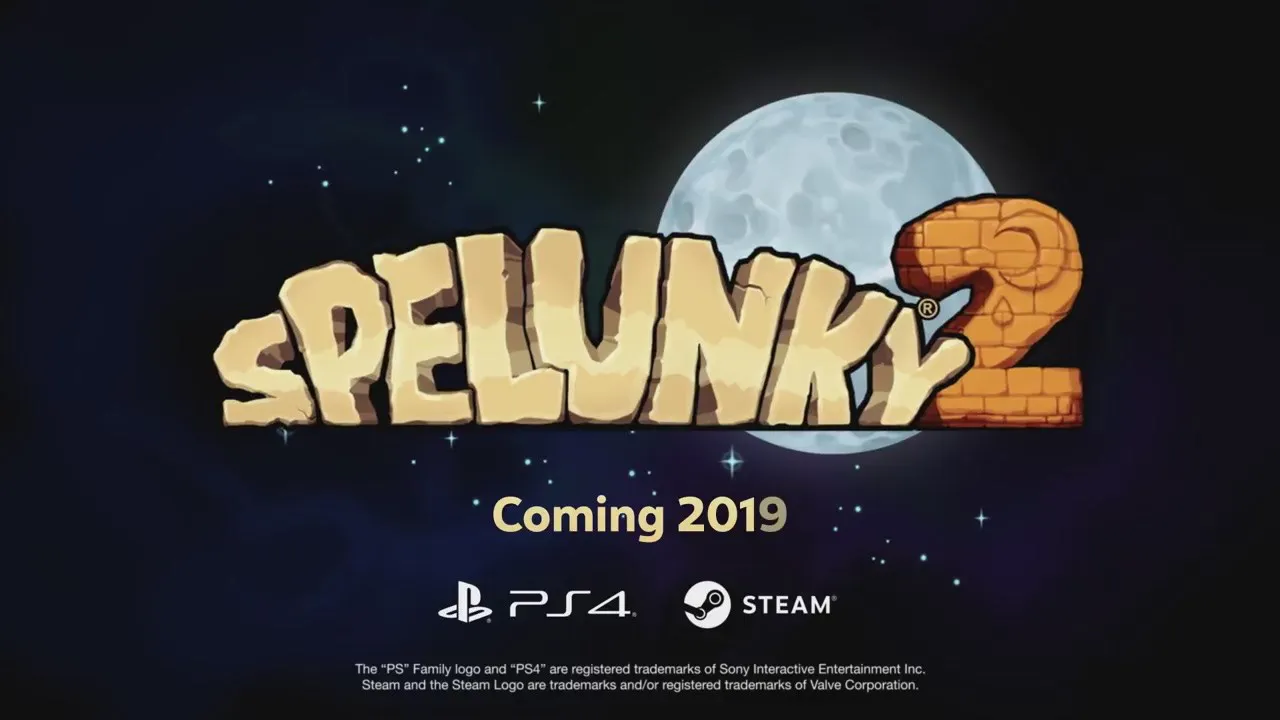 SPELUNKY 2
®
Coming 2019
PS4®
STEAM®
The “PS” Family logo and “PS4” are registered trademarks of Sony Interactive Entertainment Inc.
Steam and the Steam Logo are trademarks and/or registered trademarks of Valve Corporation.